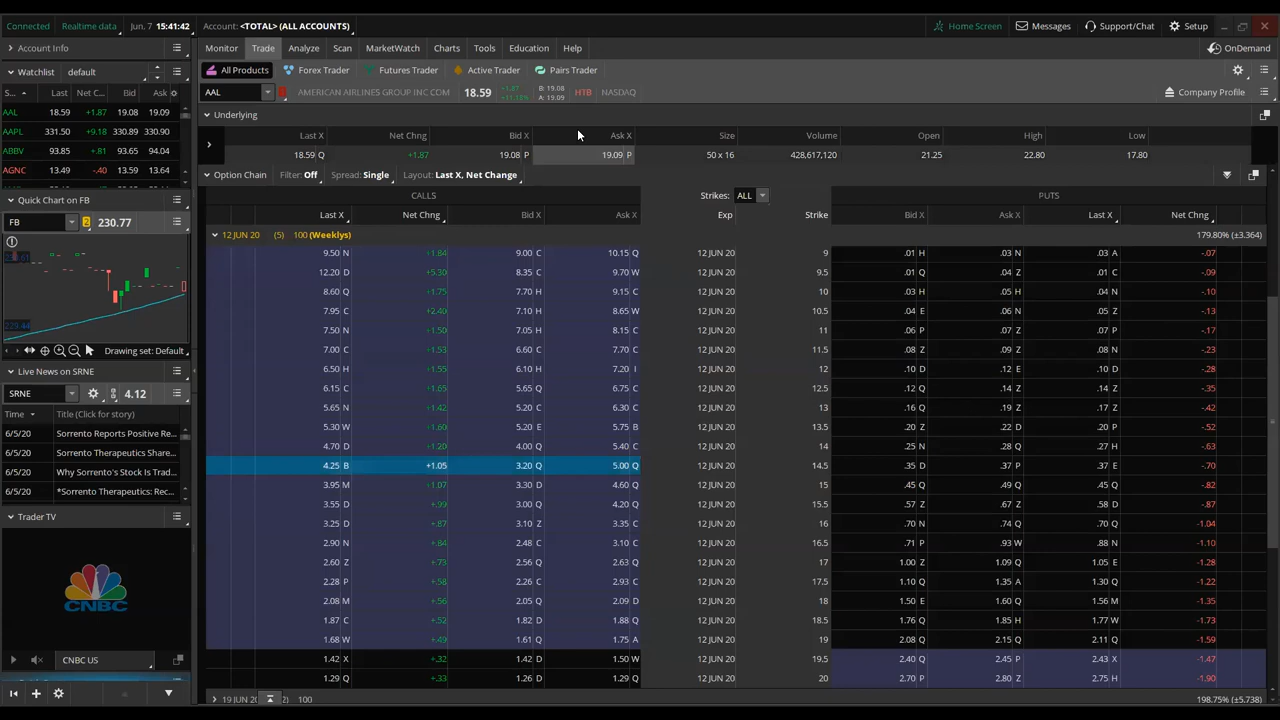 Connected Realtime data Jun. 7 15:41:42 Account: <TOTAL> (ALL ACCOUNTS) Home Screen Messages Support/Chat Setup
Account Info
Monitor Trade Analyze Scan MarketWatch Charts Tools Education Help OnDemand
Watchlist default
All Products Forex Trader Futures Trader Active Trader Pairs Trader
S... Last Net C... Bid Ask
AAL 18.59 +1.87 19.08 19.09
AAPL 331.50 +9.18 330.89 330.90
ABBV 93.85 +.81 93.65 94.04
AGNC 13.49 -.40 13.59 13.64
AAL AMERICAN AIRLINES GROUP INC COM 18.59 +1.87 +11.12% B: 19.08 A: 19.09 HTB NASDAQ Company Profile
Underlying
Last X Net Chng Bid X Ask X Size Volume Open High Low
18.59 Q +1.87 19.08 P 19.09 P 50 x 16 428,617,120 21.25 22.80 17.80
Option Chain Filter: Off Spread: Single Layout: Last X, Net Change
CALLS Strikes: ALL PUTS
Last X Net Chng Bid X Ask X Exp Strike Bid X Ask X Last X Net Chng
12 JUN 20 (5) 100 (Weeklys) 179.80% (±3.364)
9.50 N +1.84 9.00 C 10.15 Q 12 JUN 20 9 .01 H .03 N .03 A -.07
12.20 D +5.30 8.35 C 9.70 W 12 JUN 20 9.5 .01 Q .04 Z .01 C -.09
8.60 Q +1.75 7.70 H 9.15 C 12 JUN 20 10 .03 H .05 H .04 N -.10
7.95 C +2.40 7.10 H 8.65 W 12 JUN 20 10.5 .04 E .06 N .05 Z -.13
7.50 N +1.50 7.05 H 8.15 C 12 JUN 20 11 .06 P .07 Z .07 P -.17
7.00 C +1.53 6.60 C 7.70 C 12 JUN 20 11.5 .08 Z .09 Z .08 N -.23
6.50 H +1.55 6.10 H 7.20 I 12 JUN 20 12 .10 D .12 E .10 D -.28
6.15 C +1.65 5.65 Q 6.75 C 12 JUN 20 12.5 .12 Q .14 Z .14 Z -.35
5.65 N +1.42 5.20 C 6.30 C 12 JUN 20 13 .16 Q .19 Z .17 Z -.42
5.30 W +1.60 5.20 E 5.75 B 12 JUN 20 13.5 .20 Z .22 D .20 P -.52
4.70 D +1.20 4.00 Q 5.40 C 12 JUN 20 14 .25 N .28 Q .27 H -.63
4.25 B +1.05 3.20 Q 5.00 Q 12 JUN 20 14.5 .35 D .37 P .37 E -.70
3.95 M +1.07 3.30 D 4.60 Q 12 JUN 20 15 .45 Q .49 Q .45 Q -.82
3.55 D +.99 3.00 Q 4.20 Q 12 JUN 20 15.5 .57 Z .67 Z .58 D -.87
3.25 D +.87 3.10 Z 3.35 C 12 JUN 20 16 .70 N .74 Q .70 Q -1.04
2.90 N +.84 2.48 C 3.10 C 12 JUN 20 16.5 .71 P .93 W .88 N -1.10
2.60 Z +.73 2.56 Q 2.63 Q 12 JUN 20 17 1.00 Z 1.09 Q 1.05 E -1.28
2.28 P +.58 2.26 C 2.93 C 12 JUN 20 17.5 1.10 Q 1.35 A 1.30 Q -1.22
2.08 M +.56 2.05 Q 2.09 D 12 JUN 20 18 1.50 E 1.60 Q 1.56 M -1.35
1.87 C +.52 1.82 D 1.88 Q 12 JUN 20 18.5 1.76 Q 1.85 H 1.77 W -1.73
1.68 W +.49 1.61 Q 1.75 A 12 JUN 20 19 2.08 Q 2.15 Q 2.11 Q -1.59
1.42 X +.32 1.42 D 1.50 W 12 JUN 20 19.5 2.40 Q 2.45 P 2.43 X -1.47
1.29 Q +.33 1.26 D 1.29 Q 12 JUN 20 20 2.70 P 2.80 Z 2.75 H -1.90
19 JUN 20 100 198.75% (±5.738)
Quick Chart on FB
FB 2 230.77
229.44
Drawing set: Default
Live News on SRNE
SRNE 4.12
Time Title (Click for story)
6/5/20 Sorrento Reports Positive Re...
6/5/20 Sorrento Therapeutics Share...
6/5/20 Why Sorrento's Stock Is Trad...
6/5/20 *Sorrento Therapeutics: Rec...
Trader TV
CNBC
CNBC US